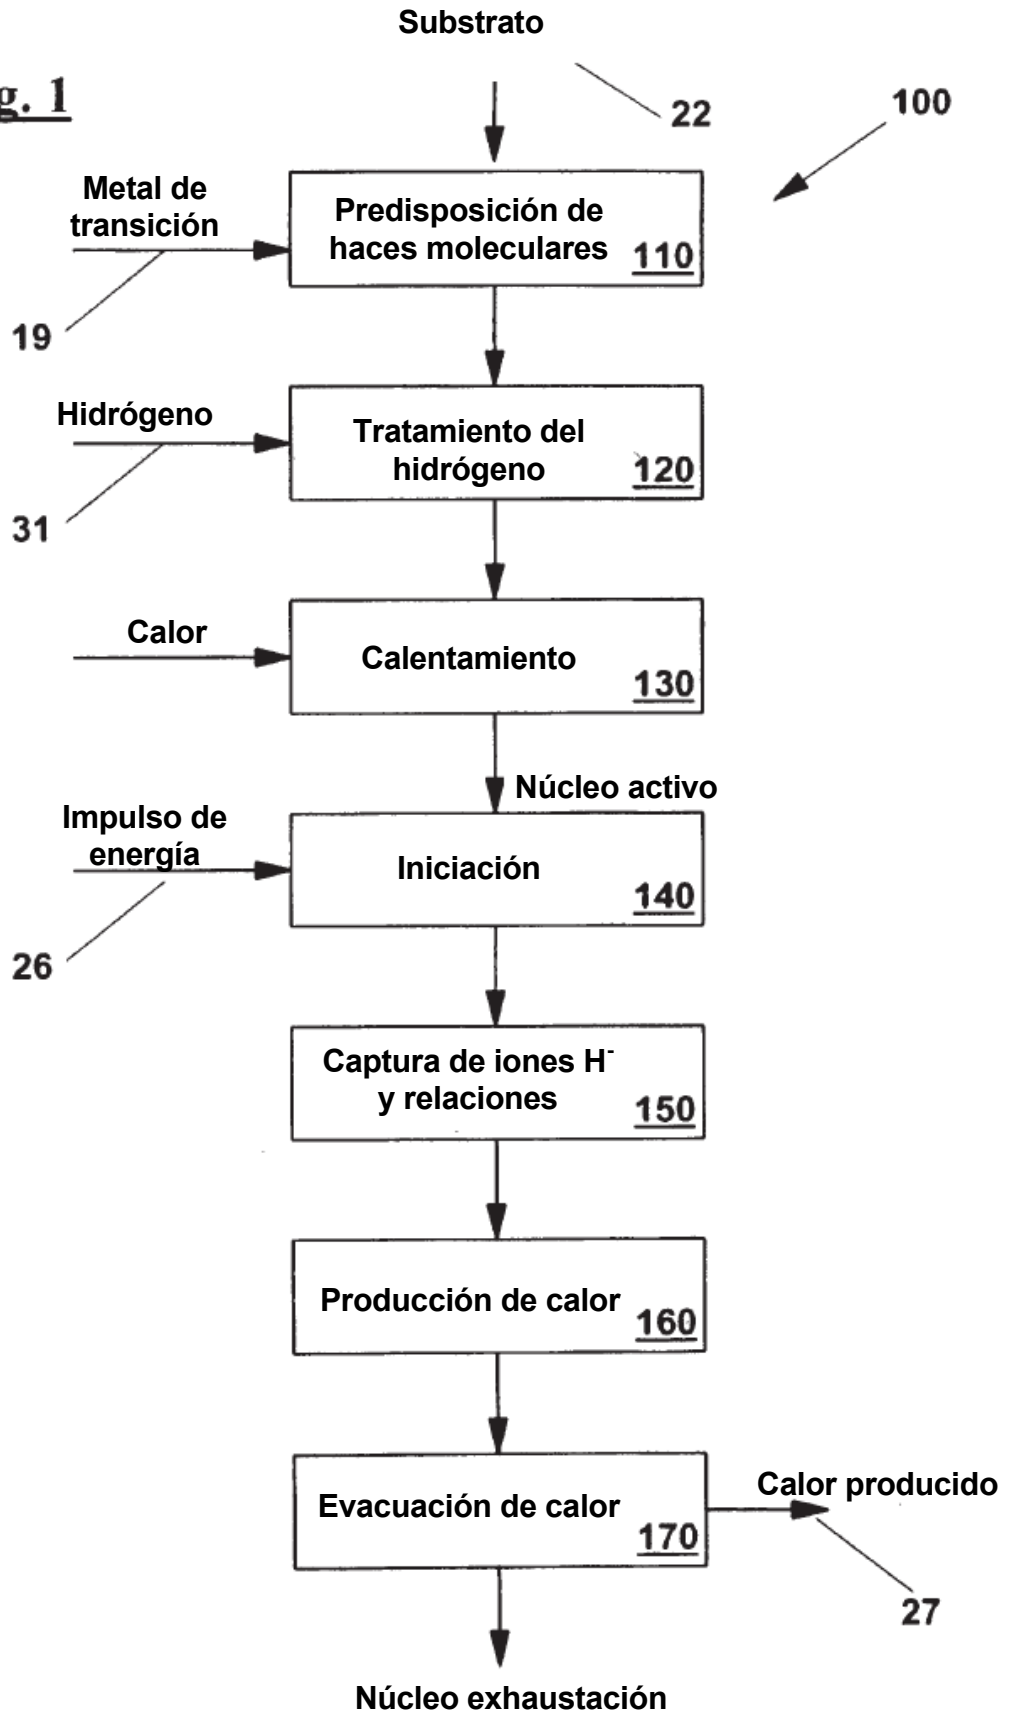 Substrato
g. 1
22
100
Metal de
transición
Predisposición de
haces moleculares
110
19
Hidrógeno
Tratamiento del
hidrógeno
120
31
Calor
Calentamiento
130
Núcleo activo
Impulso de
energía
Iniciación
140
26
Captura de iones H-
y relaciones
150
Producción de calor
160
Evacuación de calor
170
Calor producido
27
Núcleo exhaustación